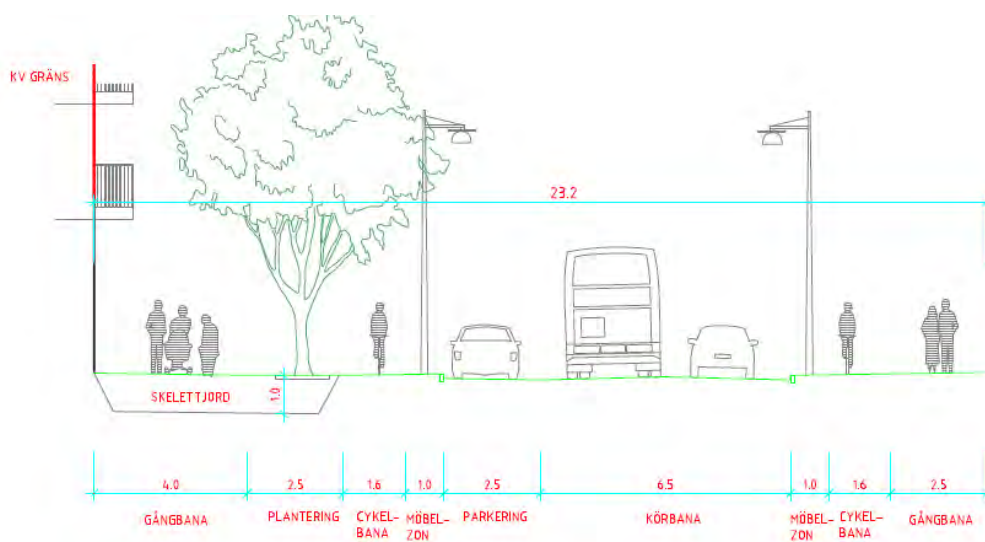 KV GRÄNS
23.2
SKELETTJORD
1.0
4.0 2.5 1.6 1.0 2.5 6.5 1.0 1.6 2.5
GÅNGBANA PLANTERING CYKEL- MÖBEL- PARKERING KÖRBANA MÖBEL- CYKEL- GÅNGBANA
BANA ZON ZON BANA